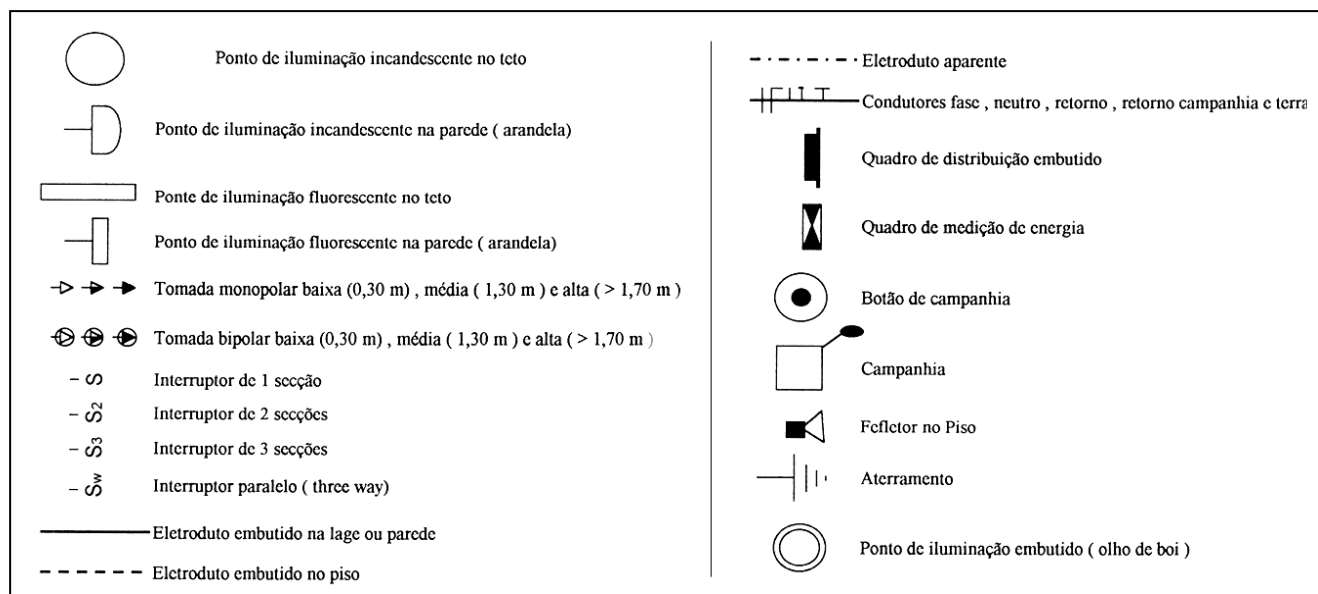 Ponto de iluminação incandescente no teto
Ponto de iluminação incandescente na parede ( arandela)
Ponte de iluminação fluorescente no teto
Ponto de iluminação fluorescente na parede ( arandela)
Tomada monopolar baixa (0,30 m) , média ( 1,30 m ) e alta ( > 1,70 m )
Tomada bipolar baixa (0,30 m) , média ( 1,30 m ) e alta ( > 1,70 m )
S Interruptor de 1 secção
S2 Interruptor de 2 secções
S3 Interruptor de 3 secções
Sw Interruptor paralelo ( three way)
Eletroduto embutido na lage ou parede
Eletroduto embutido no piso
Eletroduto aparente
Condutores fase , neutro , retorno , retorno campanhia e terra
Quadro de distribuição embutido
Quadro de medição de energia
Botão de campanhia
Campanhia
Fefletor no Piso
Aterramento
Ponto de iluminação embutido ( olho de boi )